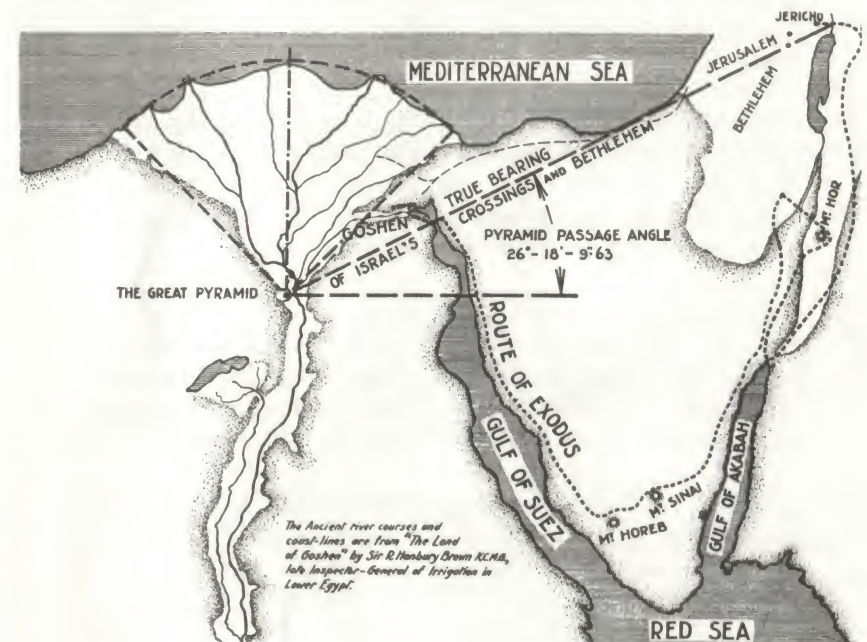 JERICHO
JERUSALEM
BETHLEHEM
MEDITERRANEAN SEA
TRUE BEARING
OF ISRAEL'S CROSSINGS AND BETHLEHEM
GOSHEN
MT. HOR
PYRAMID PASSAGE ANGLE
26°-18'-9".63
THE GREAT PYRAMID
ROUTE OF EXODUS
GULF OF SUEZ
GULF OF AKABAH
MT. SINAI
MT. HOREB
The Ancient river courses and
coast-lines are from "The Land
of Goshen" by Sir R. Hanbury Brown K.C.M.G.,
late Inspector-General of Irrigation in
Lower Egypt.
RED SEA